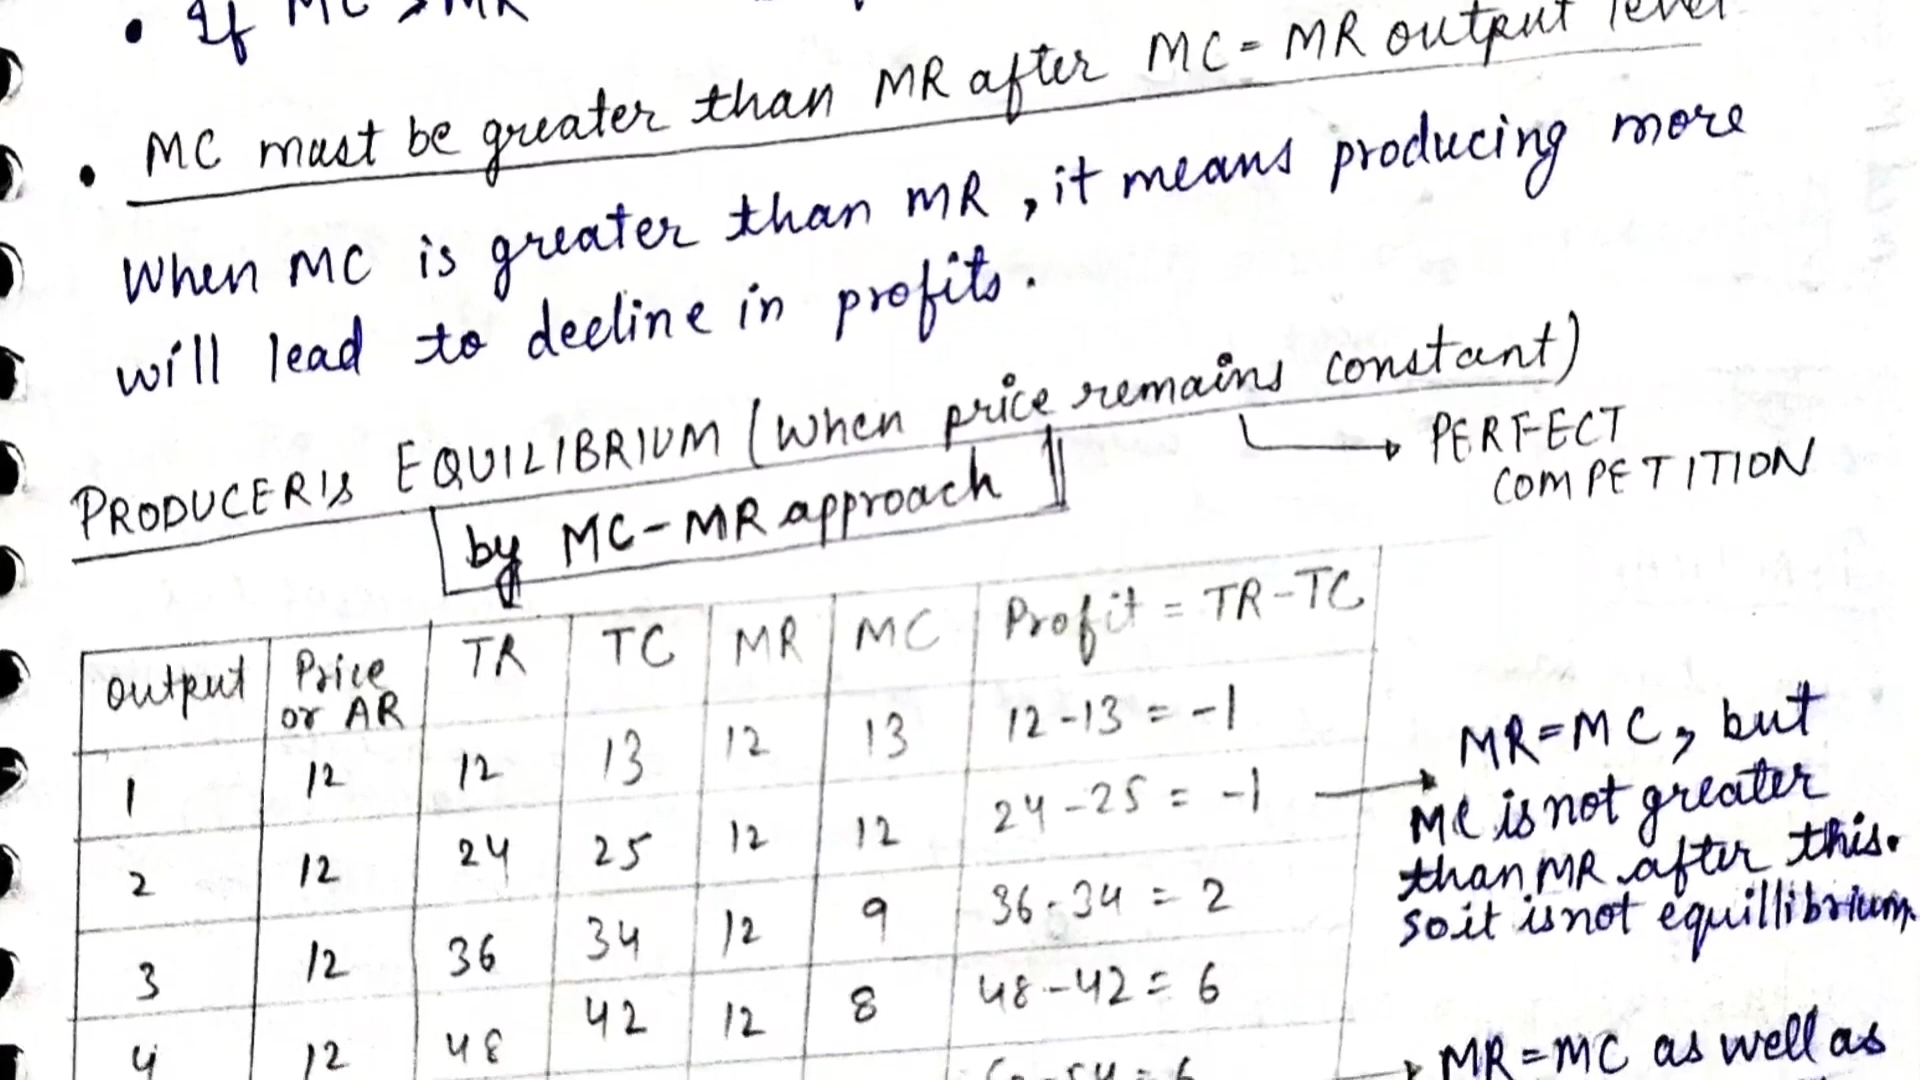 • If MC > MR
• MC must be greater than MR after MC = MR output level
When MC is greater than MR, it means producing more
will lead to decline in profits.
PRODUCER'S EQUILIBRIUM (When price remains constant)
→ PERFECT
COMPETITION
by MC-MR approach
Output | Price or AR | TR | TC | MR | MC | Profit = TR-TC
1 | 12 | 12 | 13 | 12 | 13 | 12-13 = -1
2 | 12 | 24 | 25 | 12 | 12 | 24-25 = -1
→ MR=MC, but
MC is not greater
than MR after this.
so it is not equillibrium.
3 | 12 | 36 | 34 | 12 | 9 | 36-34 = 2
4 | 12 | 48 | 42 | 12 | 8 | 48-42 = 6
→ MR=MC as well as